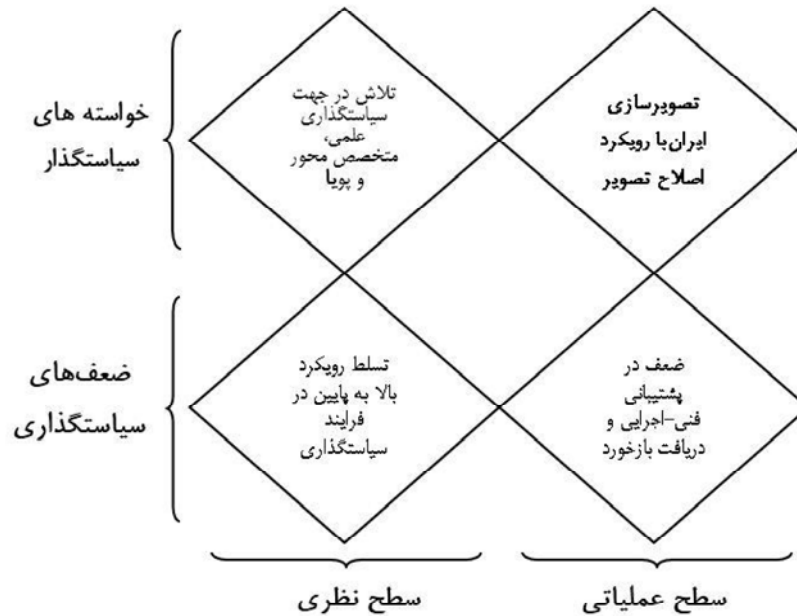 خواسته های
سیاستگذار
تصویرسازی
ایران با رویکرد
اصلاح تصویر
تلاش در جهت
سیاستگذاری
علمی،
متخصص محور
و پویا
ضعف‌های
سیاستگذاری
ضعف در
پشتیبانی
فنی-اجرایی و
دریافت بازخورد
تسلط رویکرد
بالا به پایین در
فرایند
سیاستگذاری
سطح عملیاتی
سطح نظری